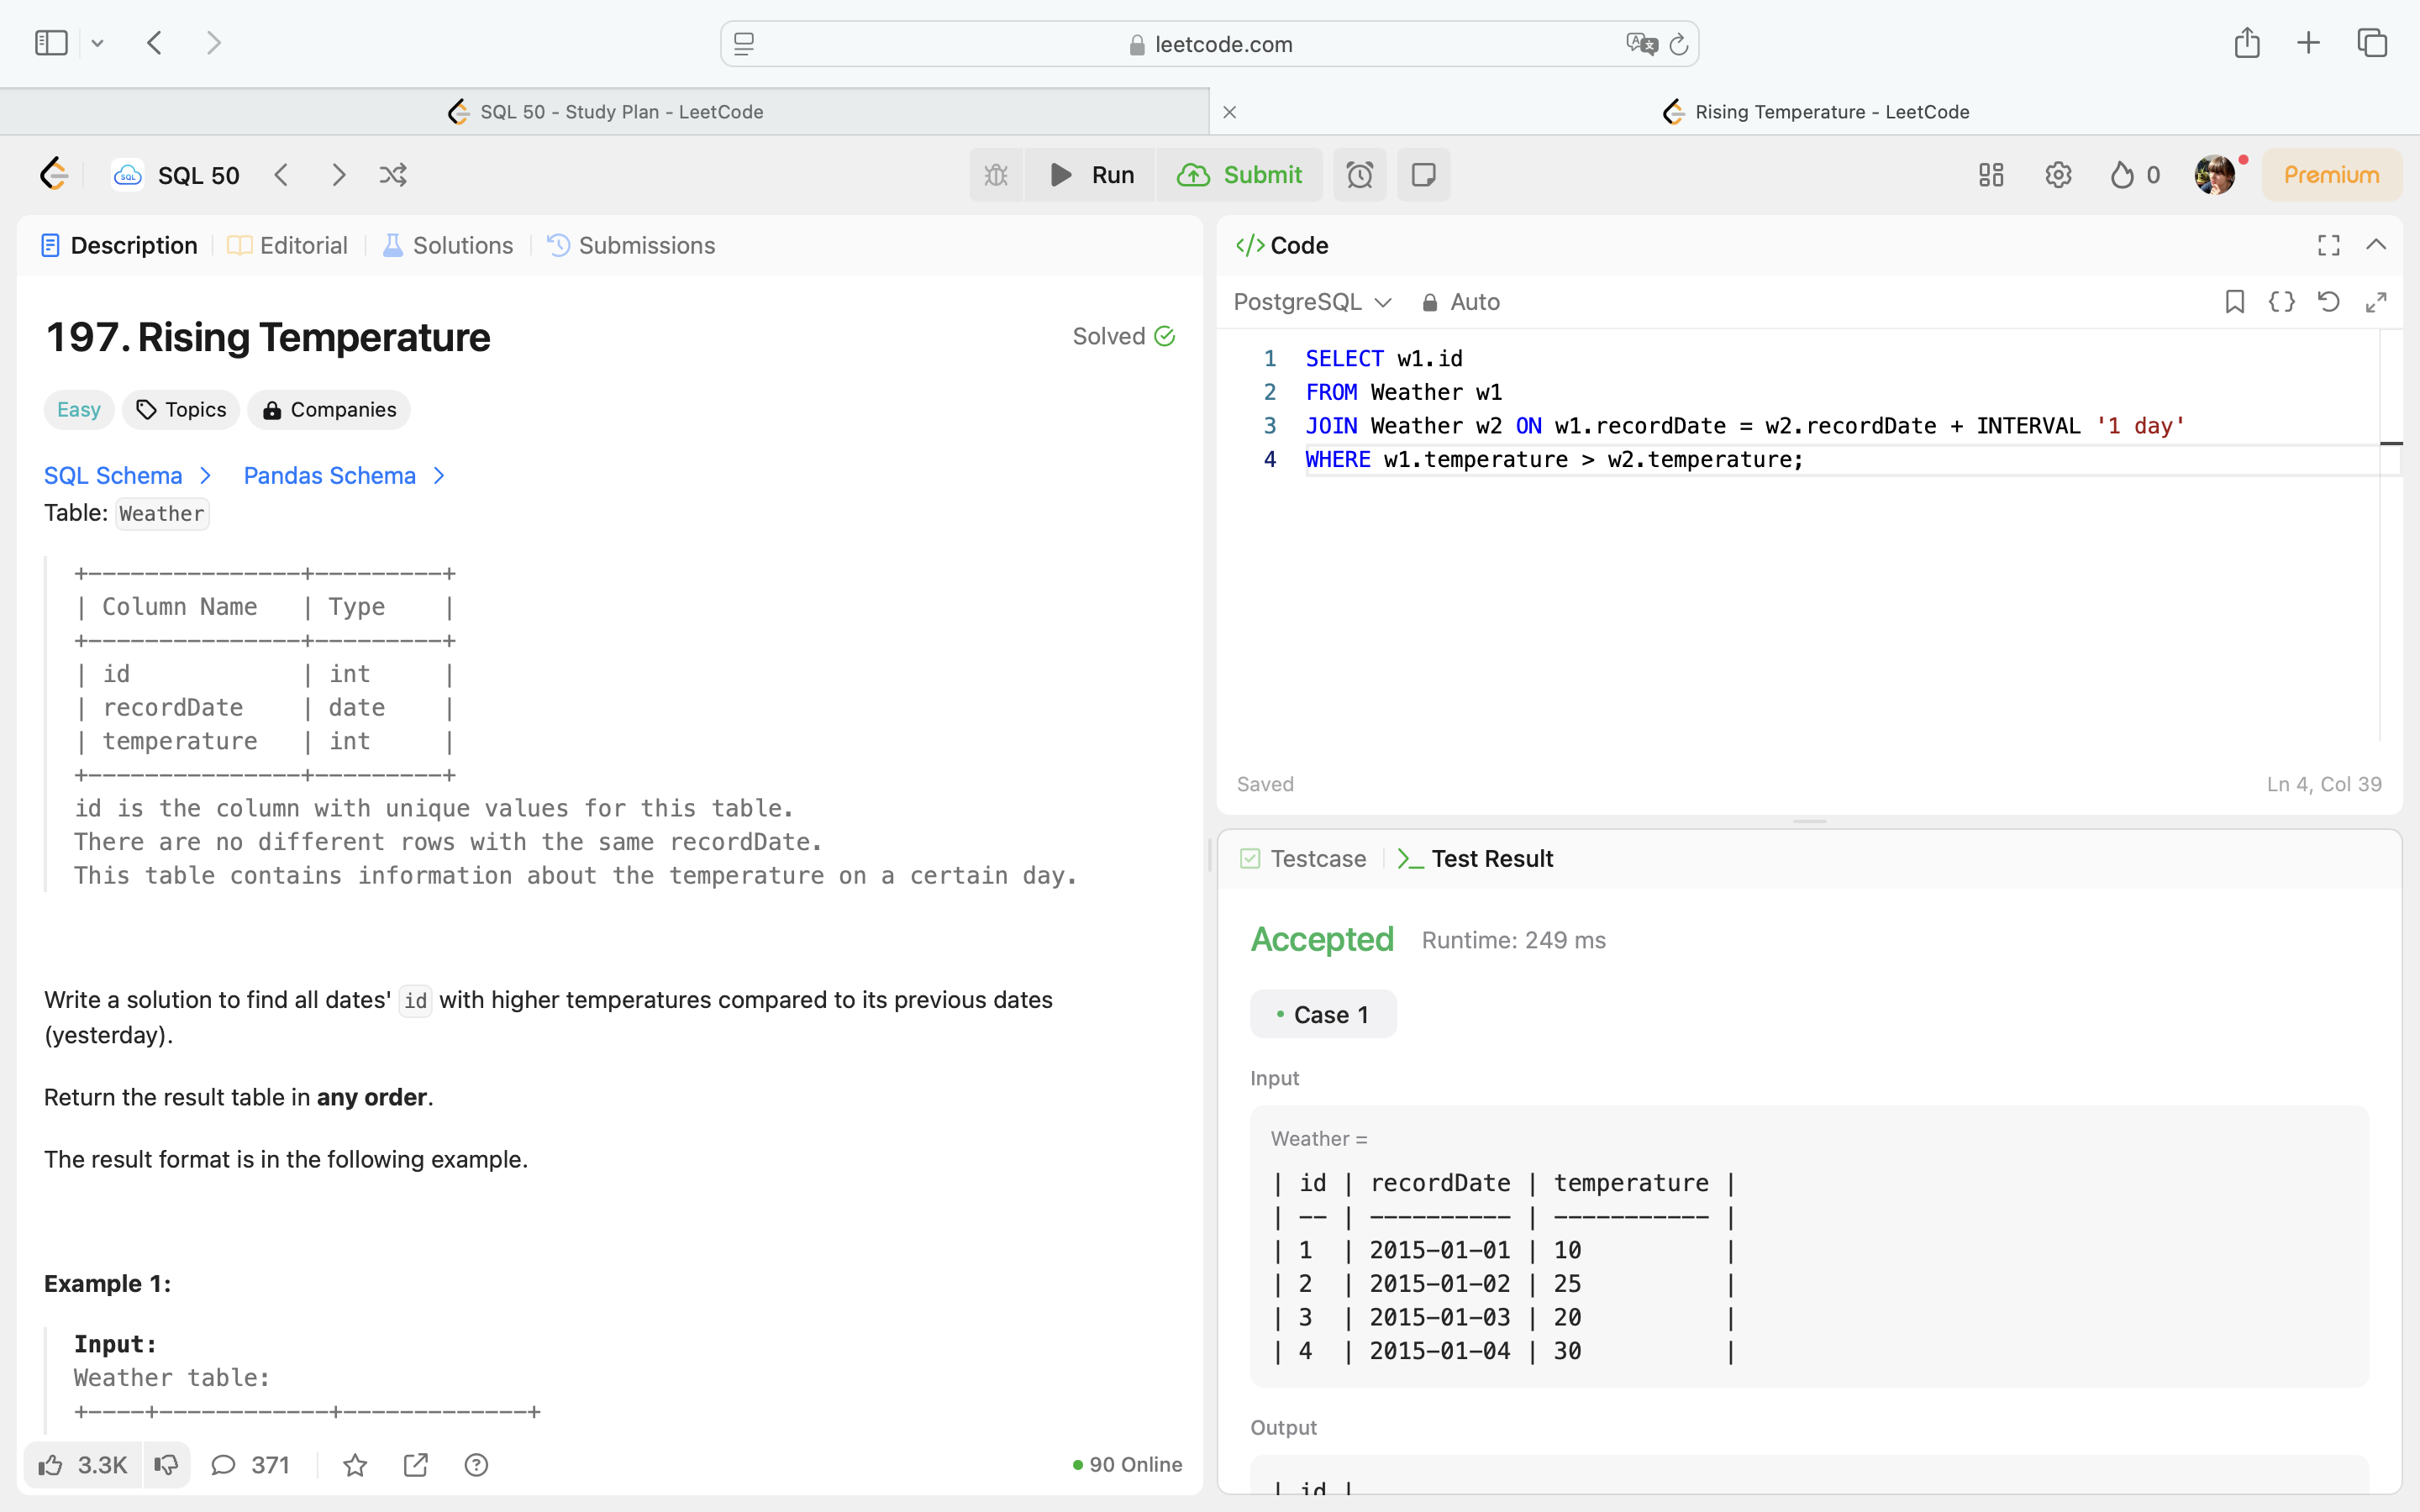 leetcode.com
SQL 50 - Study Plan - LeetCode
Rising Temperature - LeetCode
SQL 50
Run
Submit
0
Premium
Description
Editorial
Solutions
Submissions
197. Rising Temperature
Solved
Easy
Topics
Companies
SQL Schema
Pandas Schema
Table: Weather
+---------------+---------+
| Column Name   | Type    |
+---------------+---------+
| id            | int     |
| recordDate    | date    |
| temperature   | int     |
+---------------+---------+
id is the column with unique values for this table.
There are no different rows with the same recordDate.
This table contains information about the temperature on a certain day.
Write a solution to find all dates' id with higher temperatures compared to its previous dates
(yesterday).
Return the result table in any order.
The result format is in the following example.
Example 1:
Input:
Weather table:
+----+------------+-------------+
3.3K
371
90 Online
Code
PostgreSQL
Auto
1 SELECT w1.id
2 FROM Weather w1
3 JOIN Weather w2 ON w1.recordDate = w2.recordDate + INTERVAL '1 day'
4 WHERE w1.temperature > w2.temperature;
Saved
Ln 4, Col 39
Testcase
Test Result
Accepted
Runtime: 249 ms
Case 1
Input
Weather =
| id | recordDate | temperature |
| -- | ---------- | ----------- |
| 1  | 2015-01-01 | 10          |
| 2  | 2015-01-02 | 25          |
| 3  | 2015-01-03 | 20          |
| 4  | 2015-01-04 | 30          |
Output
| id |